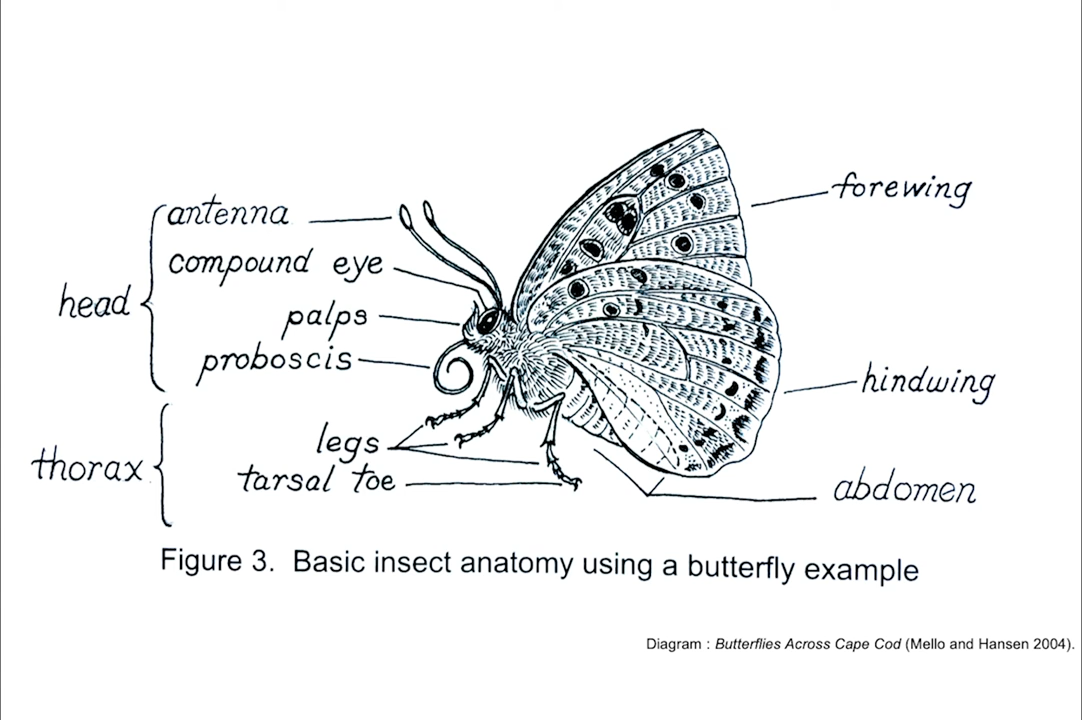 head
antenna
compound eye
palps
proboscis
thorax
legs
tarsal toe
forewing
hindwing
abdomen
Figure 3. Basic insect anatomy using a butterfly example
Diagram : Butterflies Across Cape Cod (Mello and Hansen 2004).